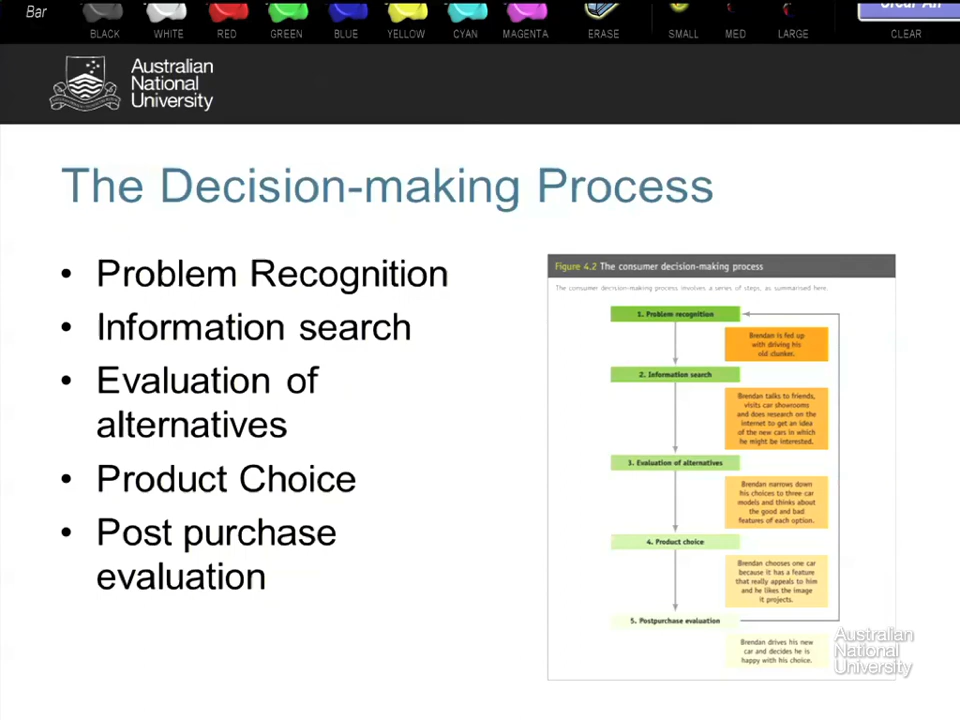 Bar
BLACK WHITE RED GREEN BLUE YELLOW CYAN MAGENTA ERASE SMALL MED LARGE CLEAR
Australian
National
University
The Decision-making Process
• Problem Recognition
• Information search
• Evaluation of
alternatives
• Product Choice
• Post purchase
evaluation
Figure 4.2 The consumer decision-making process
The consumer decision-making process involves a series of steps, as summarised here.
1. Problem recognition
Brendan is fed up
with driving his
old clunker.
2. Information search
Brendan talks to friends,
visits car showrooms
and does research on the
internet to get an idea
of the new cars in which
he might be interested.
3. Evaluation of alternatives
Brendan narrows down
his choices to three car
models and thinks about
the good and bad
features of each option.
4. Product choice
Brendan chooses one car
because it has a feature
that really appeals to him
and he likes the image
it projects.
5. Postpurchase evaluation
Brendan drives his new
car and decides he is
happy with his choice.
Australian
National
University